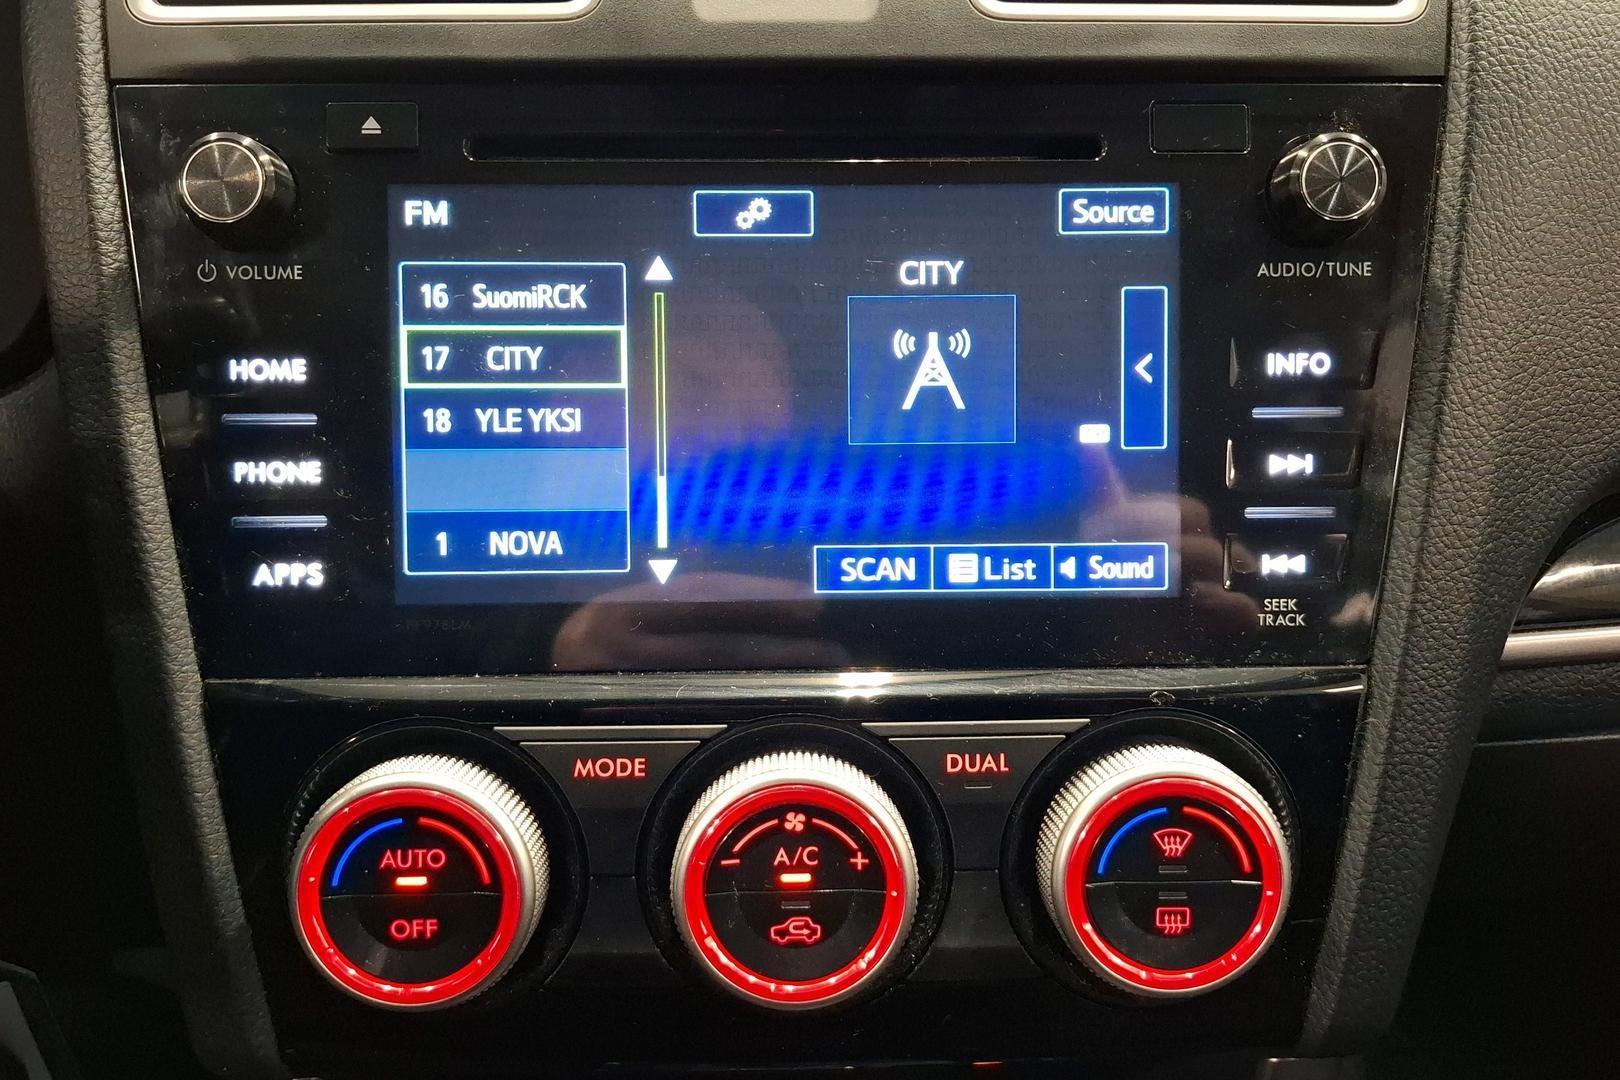 FM
Source
VOLUME
AUDIO/TUNE
16 SuomiRCK
17 CITY
18 YLE YKSI
1 NOVA
CITY
HOME
PHONE
APPS
INFO
SCAN
List
Sound
SEEK
TRACK
MODE
DUAL
AUTO
OFF
A/C